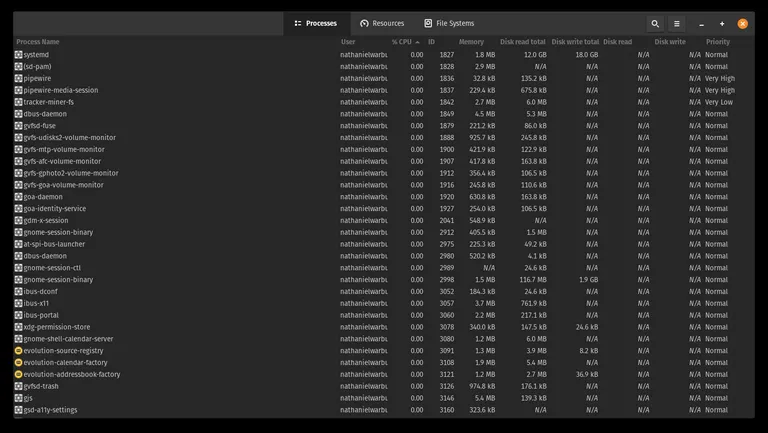 Processes Resources File Systems
Process Name User % CPU ID Memory Disk read total Disk write total Disk read Disk write Priority
systemd nathanielwarbu 0.00 1827 1.8 MB 12.0 GB 18.0 GB N/A N/A Normal
(sd-pam) nathanielwarbu 0.00 1828 2.9 MB N/A N/A N/A N/A Normal
pipewire nathanielwarbu 0.00 1836 32.8 kB 135.2 kB N/A N/A N/A Very High
pipewire-media-session nathanielwarbu 0.00 1837 229.4 kB 675.8 kB N/A N/A N/A Very High
tracker-miner-fs nathanielwarbu 0.00 1842 2.7 MB 6.0 MB N/A N/A N/A Very Low
dbus-daemon nathanielwarbu 0.00 1849 4.5 MB 5.3 MB N/A N/A N/A Normal
gvfsd-fuse nathanielwarbu 0.00 1879 221.2 kB 86.0 kB N/A N/A N/A Normal
gvfs-udisks2-volume-monitor nathanielwarbu 0.00 1888 925.7 kB 245.8 kB N/A N/A N/A Normal
gvfs-mtp-volume-monitor nathanielwarbu 0.00 1900 421.9 kB 122.9 kB N/A N/A N/A Normal
gvfs-afc-volume-monitor nathanielwarbu 0.00 1907 417.8 kB 163.8 kB N/A N/A N/A Normal
gvfs-gphoto2-volume-monitor nathanielwarbu 0.00 1912 356.4 kB 106.5 kB N/A N/A N/A Normal
gvfs-goa-volume-monitor nathanielwarbu 0.00 1916 245.8 kB 110.6 kB N/A N/A N/A Normal
goa-daemon nathanielwarbu 0.00 1920 630.8 kB 163.8 kB N/A N/A N/A Normal
goa-identity-service nathanielwarbu 0.00 1927 254.0 kB 106.5 kB N/A N/A N/A Normal
gdm-x-session nathanielwarbu 0.00 2041 548.9 kB N/A N/A N/A N/A Normal
gnome-session-binary nathanielwarbu 0.00 2912 405.5 kB 1.5 MB N/A N/A N/A Normal
at-spi-bus-launcher nathanielwarbu 0.00 2975 225.3 kB 49.2 kB N/A N/A N/A Normal
dbus-daemon nathanielwarbu 0.00 2980 520.2 kB 4.1 kB N/A N/A N/A Normal
gnome-session-ctl nathanielwarbu 0.00 2989 N/A 24.6 kB N/A N/A N/A Normal
gnome-session-binary nathanielwarbu 0.00 2998 1.5 MB 116.7 MB 1.9 GB N/A N/A Normal
ibus-dconf nathanielwarbu 0.00 3052 184.3 kB 24.6 kB N/A N/A N/A Normal
ibus-x11 nathanielwarbu 0.00 3057 3.7 MB 761.9 kB N/A N/A N/A Normal
ibus-portal nathanielwarbu 0.00 3060 2.2 MB 217.1 kB N/A N/A N/A Normal
xdg-permission-store nathanielwarbu 0.00 3078 340.0 kB 147.5 kB 24.6 kB N/A N/A Normal
gnome-shell-calendar-server nathanielwarbu 0.00 3080 1.2 MB 6.0 MB N/A N/A N/A Normal
evolution-source-registry nathanielwarbu 0.00 3091 1.3 MB 3.9 MB 8.2 kB N/A N/A Normal
evolution-calendar-factory nathanielwarbu 0.00 3108 1.9 MB 5.4 MB N/A N/A N/A Normal
evolution-addressbook-factory nathanielwarbu 0.00 3121 1.2 MB 2.7 MB 36.9 kB N/A N/A Normal
gvfsd-trash nathanielwarbu 0.00 3126 974.8 kB 176.1 kB N/A N/A N/A Normal
gjs nathanielwarbu 0.00 3146 5.4 MB 139.3 kB N/A N/A N/A Normal
gsd-a11y-settings nathanielwarbu 0.00 3160 323.6 kB N/A N/A N/A N/A Normal